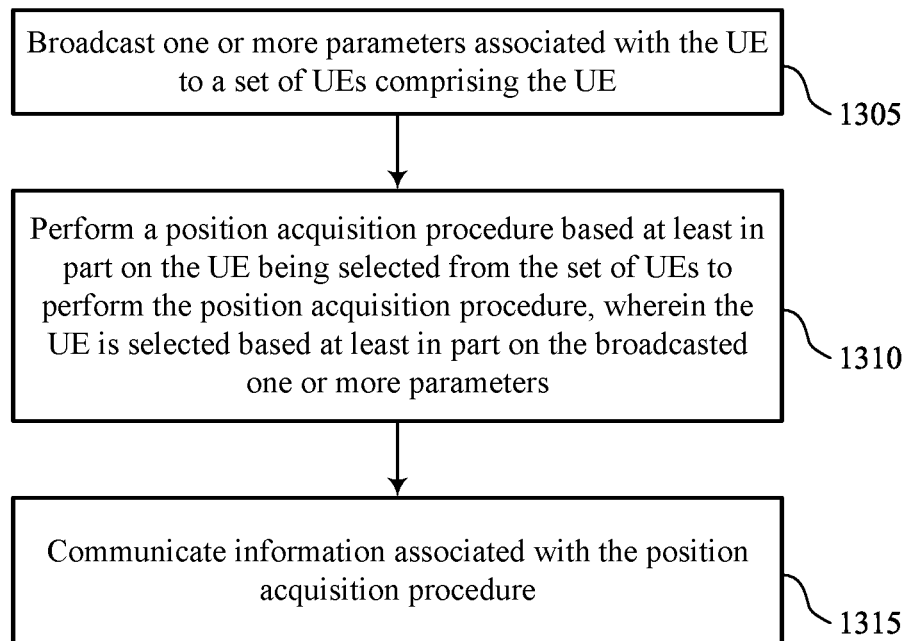 Broadcast one or more parameters associated with the UE
to a set of UEs comprising the UE
1305
Perform a position acquisition procedure based at least in
part on the UE being selected from the set of UEs to
perform the position acquisition procedure, wherein the
UE is selected based at least in part on the broadcasted
one or more parameters
1310
Communicate information associated with the position
acquisition procedure
1315